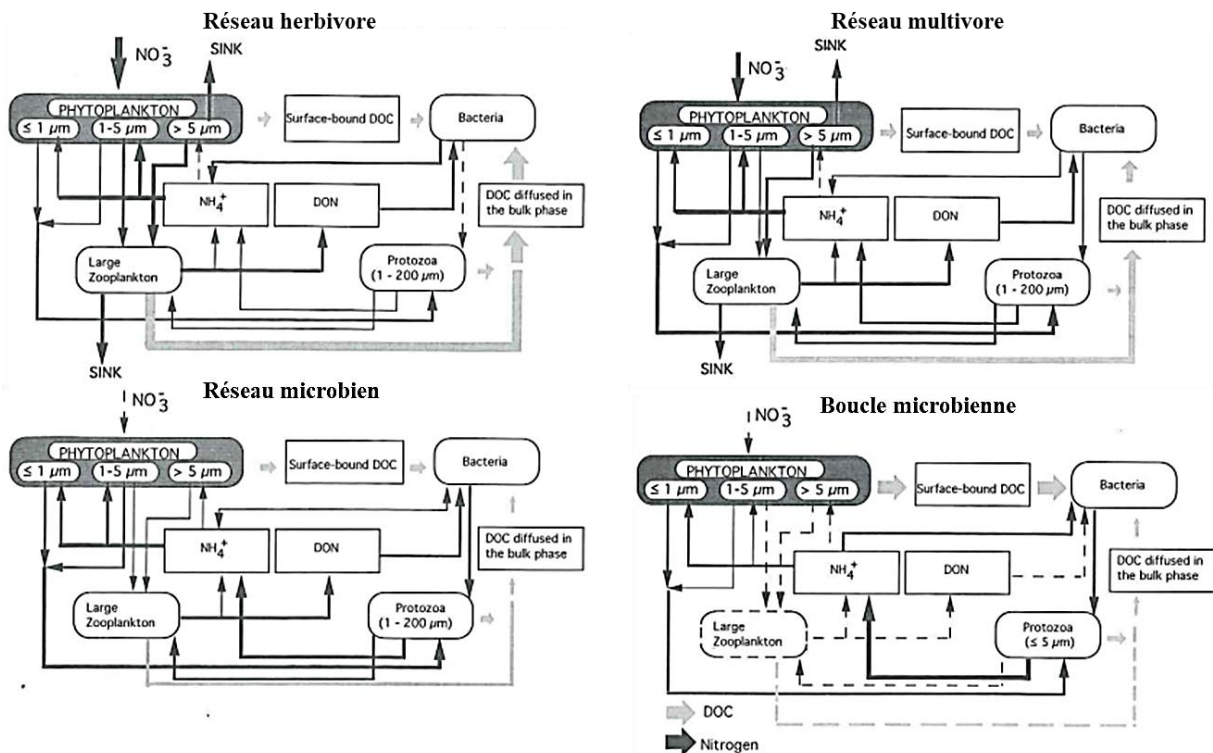 Réseau herbivore
NO3-
SINK
PHYTOPLANKTON
≤ 1 µm
1-5 µm
> 5 µm
Surface-bound DOC
Bacteria
NH4+
DON
DOC diffused
in the bulk phase
Large
Zooplankton
Protozoa
(1 - 200 µm)
SINK
Réseau multivore
NO3-
SINK
PHYTOPLANKTON
≤ 1 µm
1-5 µm
> 5 µm
Surface-bound DOC
Bacteria
NH4+
DON
DOC diffused
in the bulk phase
Large
Zooplankton
Protozoa
(1 - 200 µm)
SINK
Réseau microbien
NO3-
PHYTOPLANKTON
≤ 1 µm
1-5 µm
> 5 µm
Surface-bound DOC
Bacteria
NH4+
DON
DOC diffused
in the bulk phase
Large
Zooplankton
Protozoa
(1 - 200 µm)
Boucle microbienne
NO3-
PHYTOPLANKTON
≤ 1 µm
1-5 µm
> 5 µm
Surface-bound DOC
Bacteria
NH4+
DON
DOC diffused
in the bulk phase
Large
Zooplankton
Protozoa
(≤ 5 µm)
DOC
Nitrogen